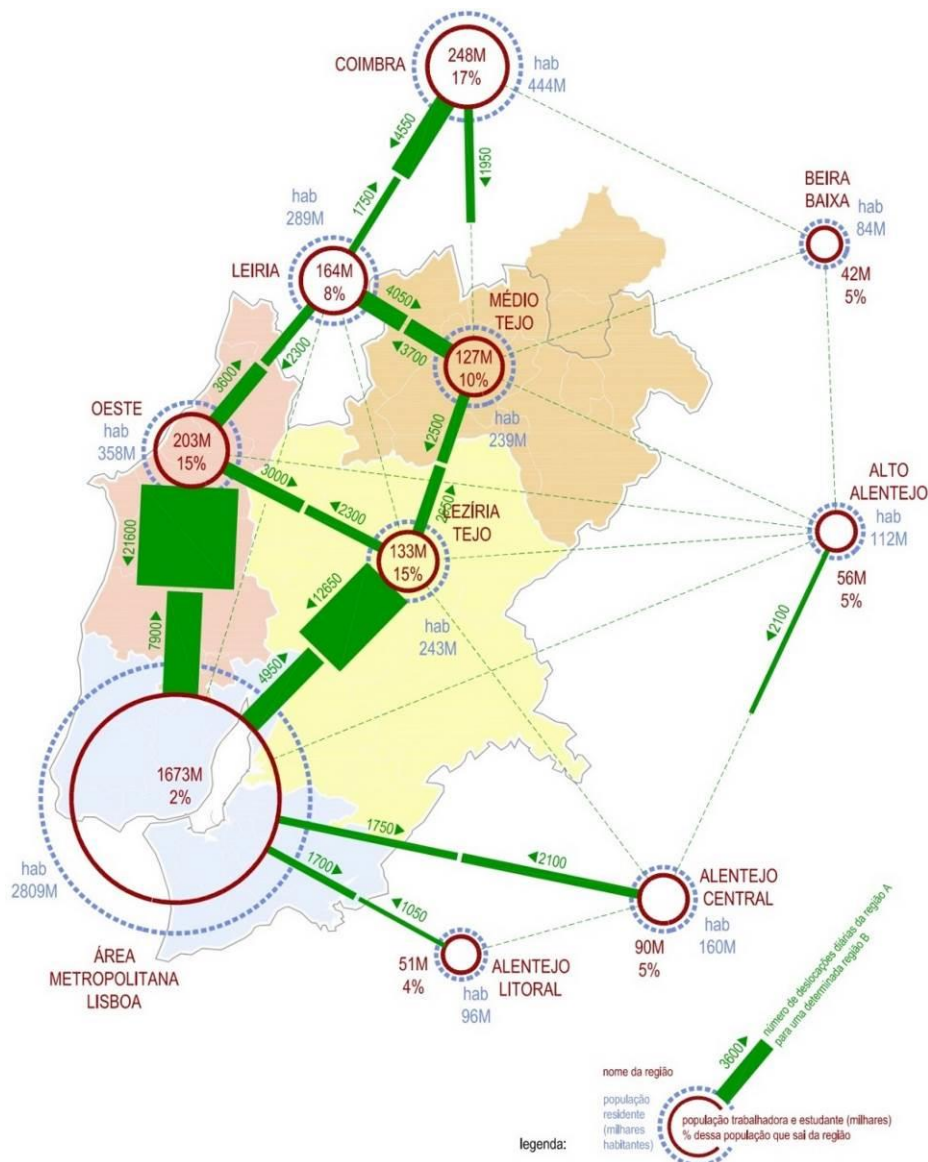 COIMBRA
248M
17%
hab
444M
◄4550
1750►
◄1950
hab
289M
LEIRIA
164M
8%
BEIRA
BAIXA
hab
84M
42M
5%
4050►
◄3700
MÉDIO
TEJO
127M
10%
hab
239M
3600►
◄2300
OESTE
hab
358M
203M
15%
◄2500
3000►
◄2300
LEZÍRIA
TEJO
133M
15%
hab
243M
ALTO
ALENTEJO
hab
112M
56M
5%
◄2100
◄21600
7900►
◄12650
4950►
1673M
2%
hab
2809M
ÁREA
METROPOLITANA
LISBOA
1750►
◄2100
1700►
◄1050
ALENTEJO
CENTRAL
hab
160M
90M
5%
51M
4%
ALENTEJO
LITORAL
hab
96M
3600►
número de deslocações diárias da região A
para uma determinada região B
nome da região
população
residente
(milhares
habitantes)
população trabalhadora e estudante (milhares)
% dessa população que sai da região
legenda: